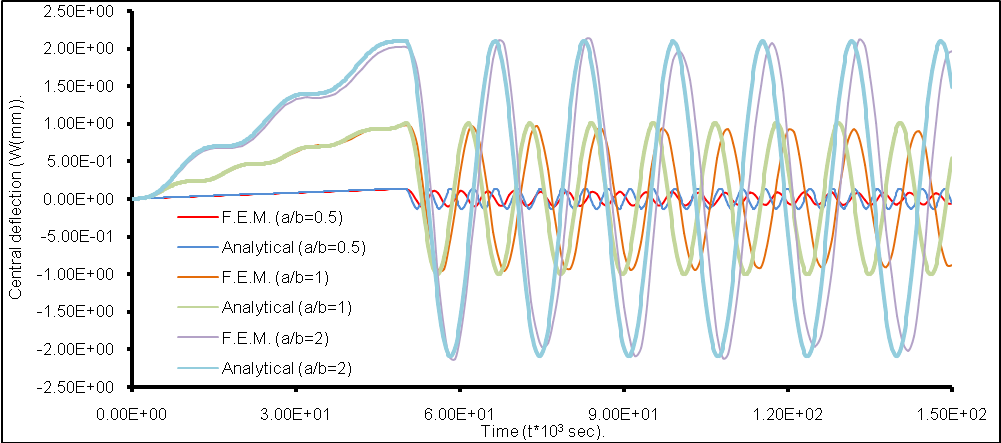 2.50E+00
2.00E+00
1.50E+00
1.00E+00
5.00E-01
0.00E+00
-5.00E-01
-1.00E+00
-1.50E+00
-2.00E+00
-2.50E+00
Central deflection (W(mm)).
F.E.M. (a/b=0.5)
Analytical (a/b=0.5)
F.E.M. (a/b=1)
Analytical (a/b=1)
F.E.M. (a/b=2)
Analytical (a/b=2)
0.00E+00 3.00E+01 6.00E+01 9.00E+01 1.20E+02 1.50E+02
Time (t*10³ sec).